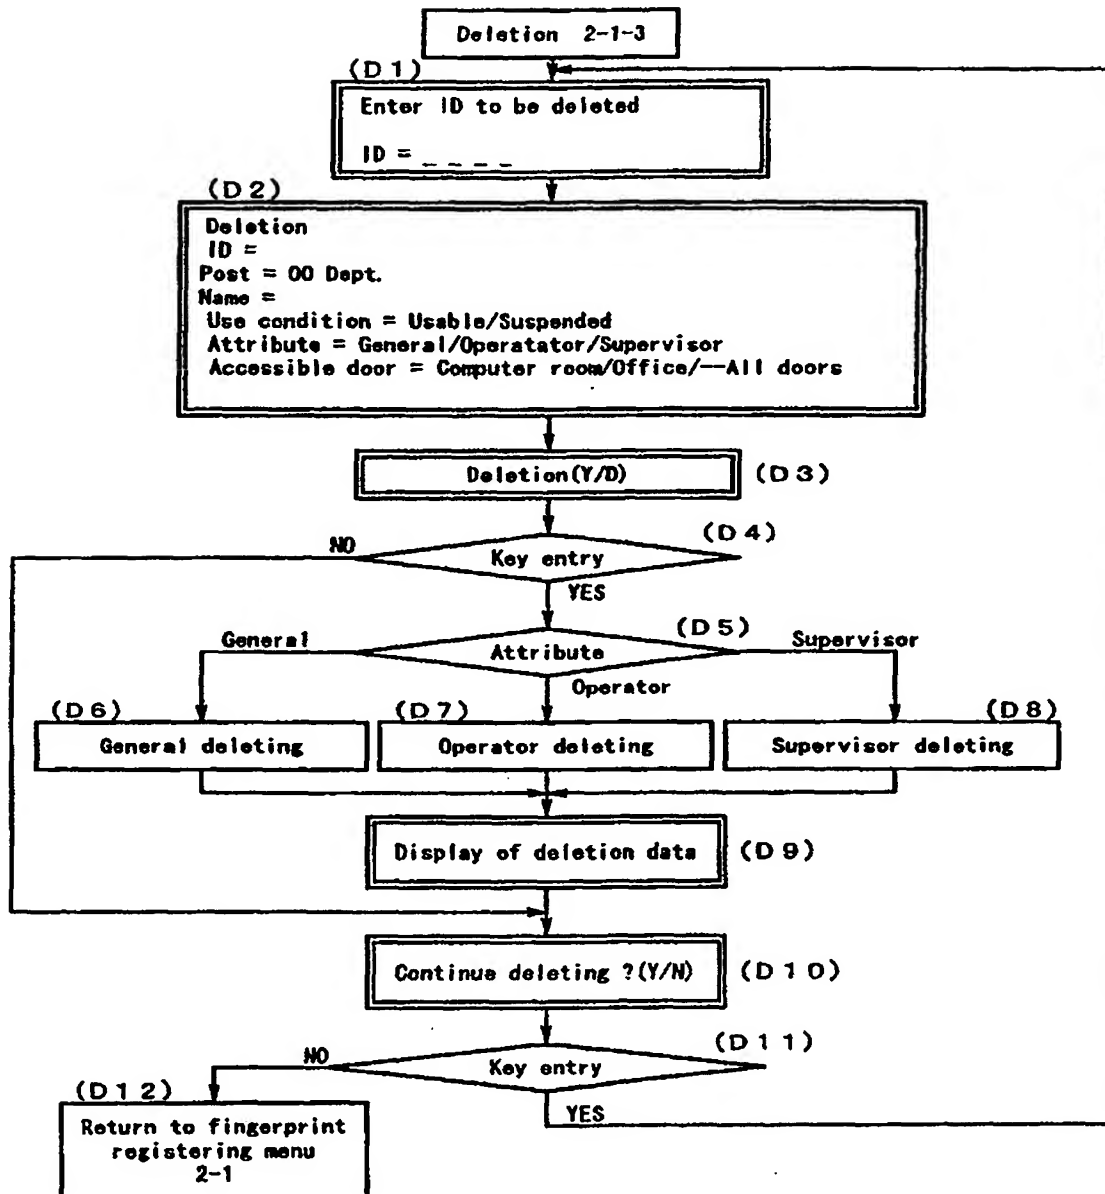 Deletion 2-1-3
(D1)
Enter ID to be deleted
ID = _ _ _ _
(D2)
Deletion
ID =
Post = OO Dept.
Name =
Use condition = Usable/Suspended
Attribute = General/Operatator/Supervisor
Accessible door = Computer room/Office/--All doors
Deletion(Y/D)
(D3)
(D4)
NO
Key entry
YES
(D5)
General
Attribute
Supervisor
Operator
(D6)
(D7)
(D8)
General deleting
Operator deleting
Supervisor deleting
Display of deletion data
(D9)
Continue deleting ?(Y/N)
(D10)
(D11)
NO
Key entry
YES
(D12)
Return to fingerprint
registering menu
2-1